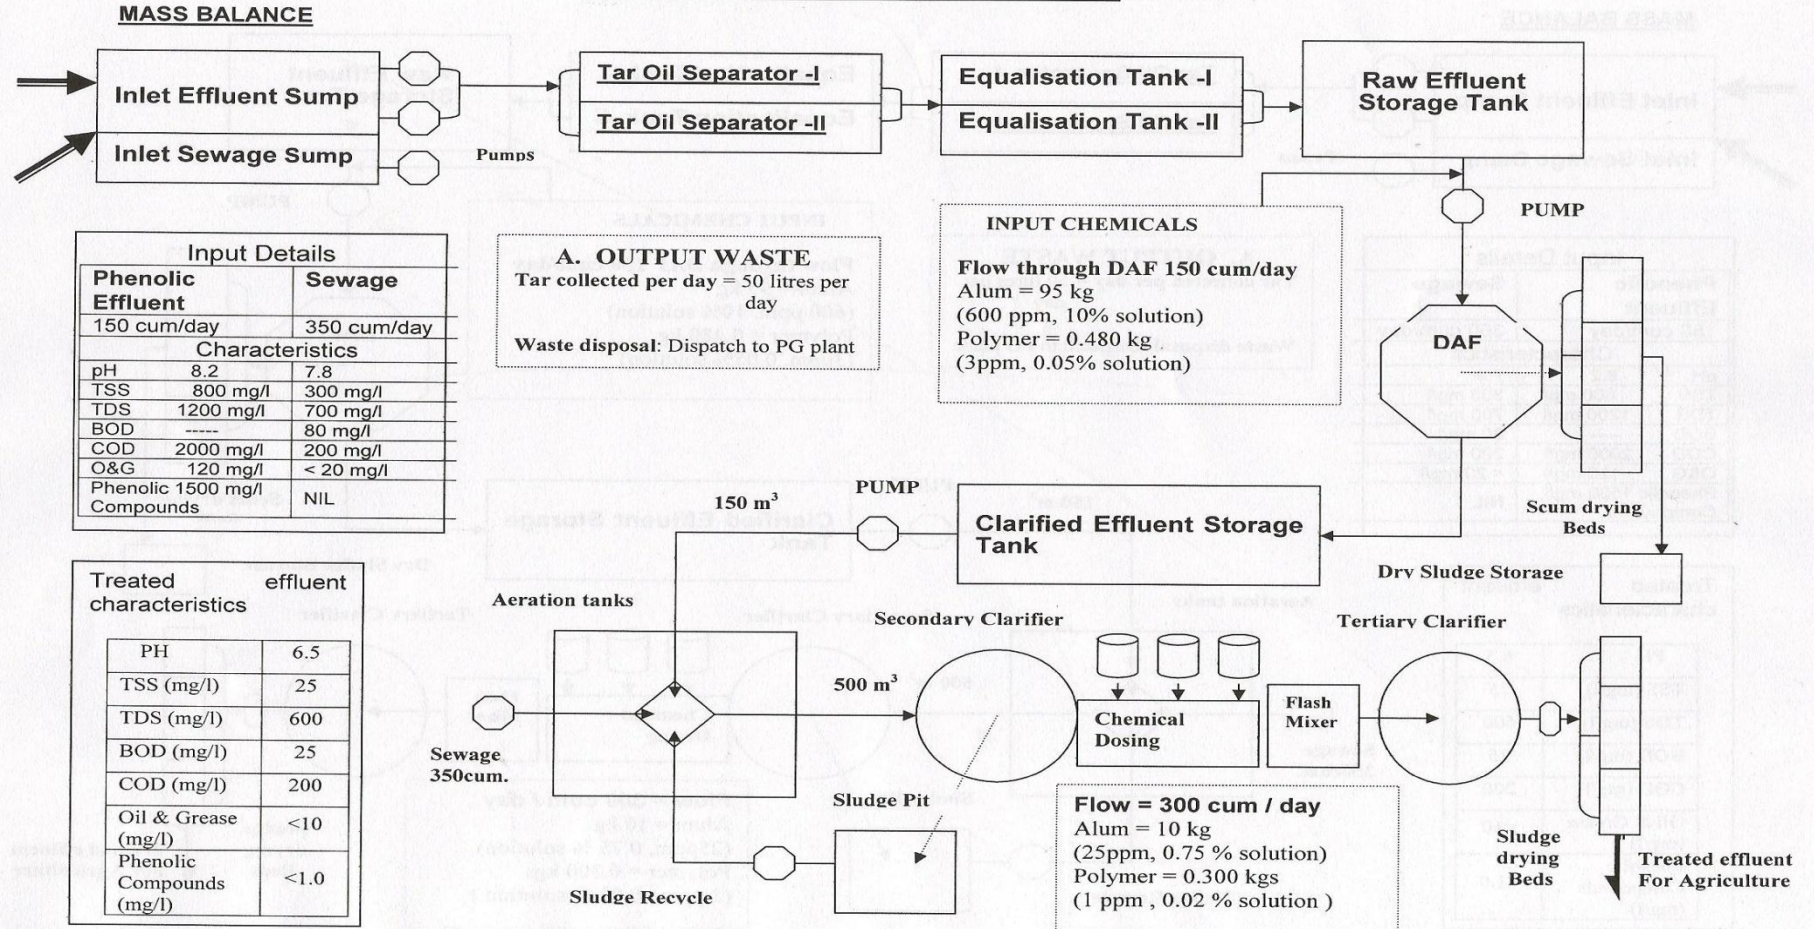 MASS BALANCE
Inlet Effluent Sump
Inlet Sewage Sump
Pumps
Tar Oil Separator -I
Tar Oil Separator -II
Equalisation Tank -I
Equalisation Tank -II
Raw Effluent
Storage Tank
PUMP
Input Details
Phenolic Sewage
Effluent
150 cum/day 350 cum/day
Characteristics
pH 8.2 7.8
TSS 800 mg/l 300 mg/l
TDS 1200 mg/l 700 mg/l
BOD ----- 80 mg/l
COD 2000 mg/l 200 mg/l
O&G 120 mg/l < 20 mg/l
Phenolic 1500 mg/l NIL
Compounds
A. OUTPUT WASTE
Tar collected per day = 50 litres per
day
Waste disposal: Dispatch to PG plant
INPUT CHEMICALS
Flow through DAF 150 cum/day
Alum = 95 kg
(600 ppm, 10% solution)
Polymer = 0.480 kg
(3ppm, 0.05% solution)
DAF
Scum drying
Beds
150 m³
PUMP
Clarified Effluent Storage
Tank
Dry Sludge Storage
Treated effluent
characteristics
PH 6.5
TSS (mg/l) 25
TDS (mg/l) 600
BOD (mg/l) 25
COD (mg/l) 200
Oil & Grease <10
(mg/l)
Phenolic
Compounds <1.0
(mg/l)
Aeration tanks
Secondary Clarifier
Tertiary Clarifier
500 m³
Chemical
Dosing
Flash
Mixer
Sewage
350cum.
Sludge Pit
Sludge Recycle
Flow = 300 cum / day
Alum = 10 kg
(25ppm, 0.75 % solution)
Polymer = 0.300 kgs
(1 ppm , 0.02 % solution )
Sludge
drying
Beds
Treated effluent
For Agriculture